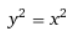 y² = x²